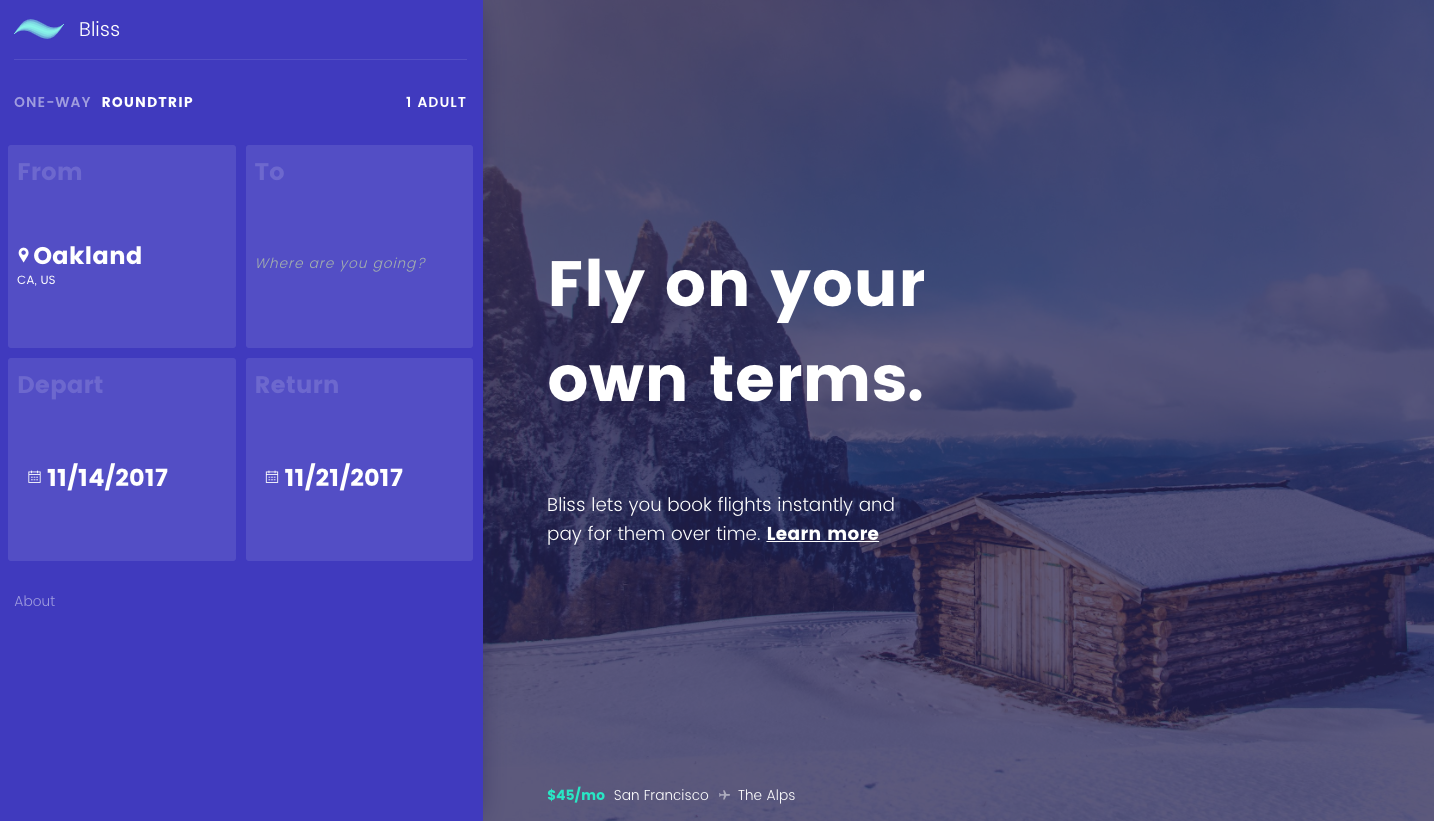 Bliss
ONE-WAY ROUNDTRIP 1 ADULT
From
Oakland
CA, US
To
Where are you going?
Depart
11/14/2017
Return
11/21/2017
About
Fly on your
own terms.
Bliss lets you book flights instantly and
pay for them over time. Learn more
$45/mo San Francisco The Alps